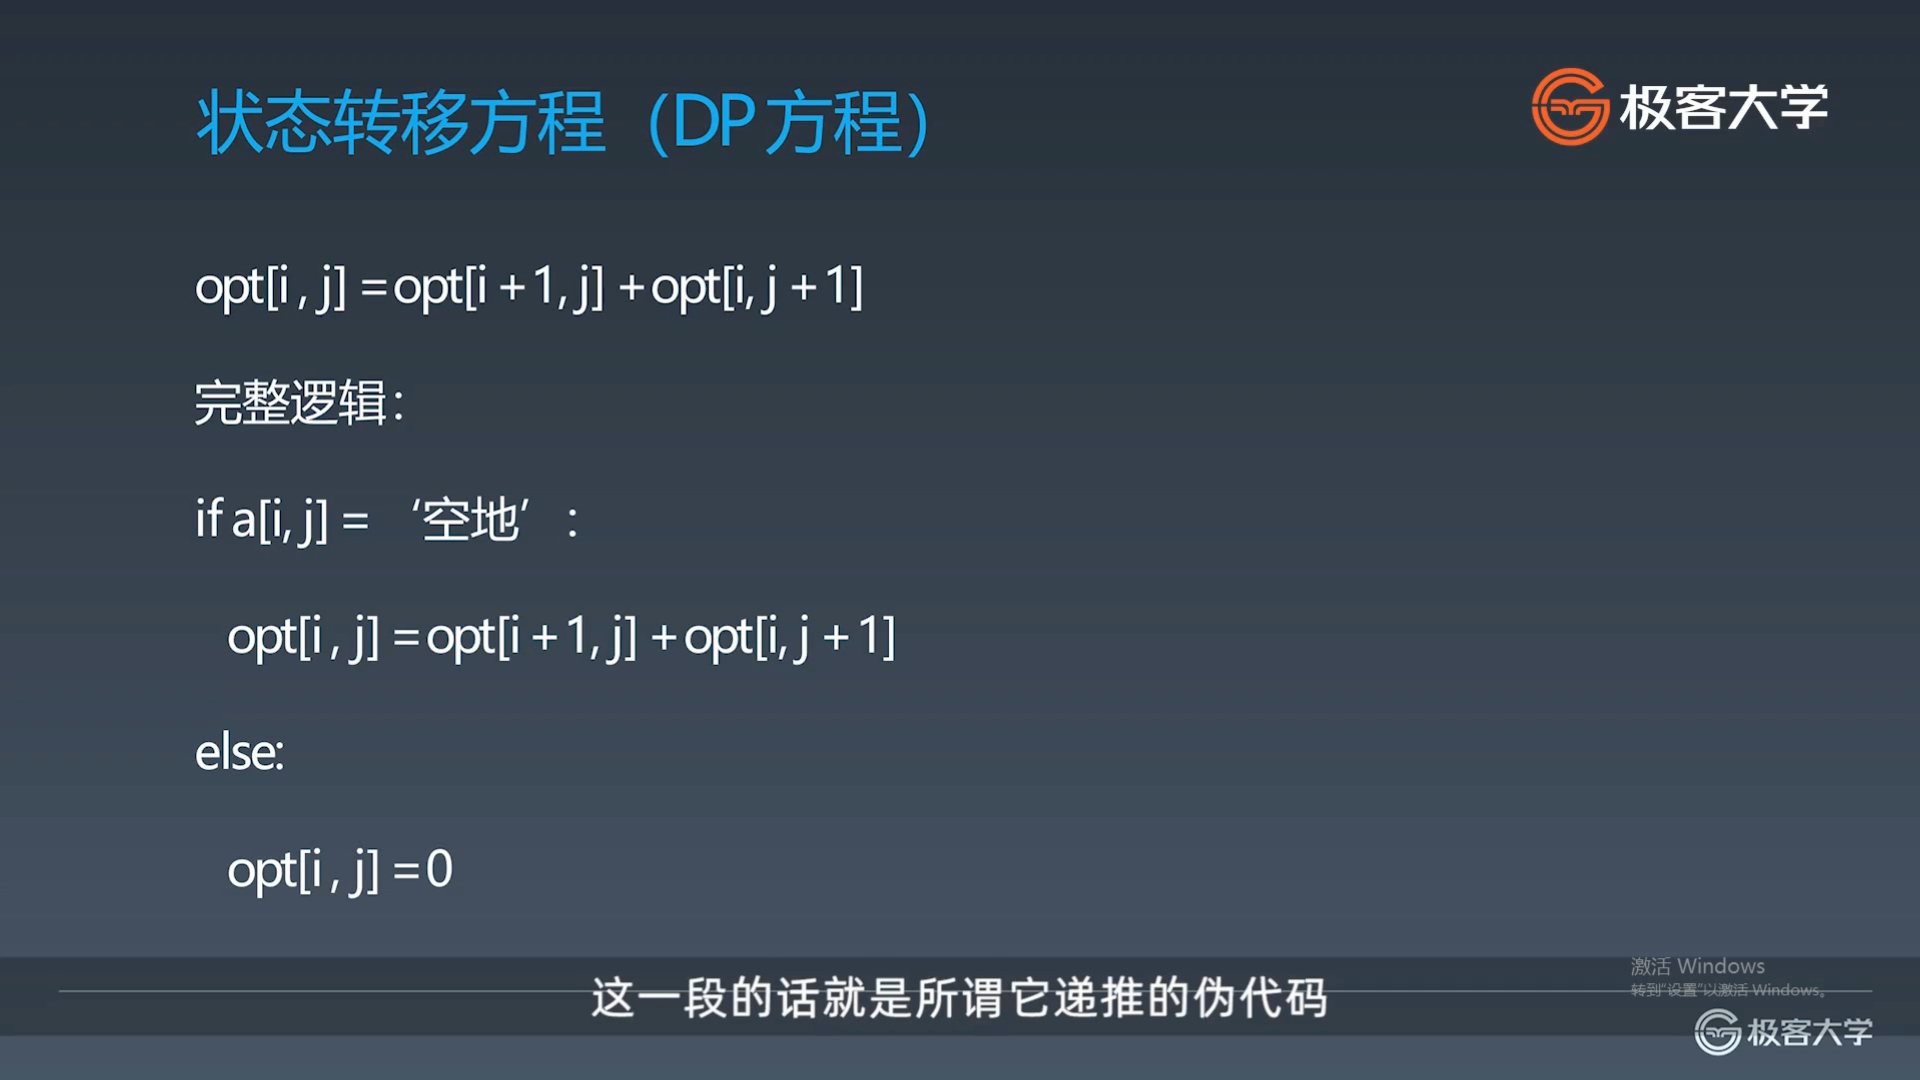 状态转移方程（DP方程）
极客大学
opt[i , j] = opt[i + 1, j] + opt[i, j + 1]
完整逻辑：
if a[i, j] = ‘空地’ ：
opt[i , j] = opt[i + 1, j] + opt[i, j + 1]
else:
opt[i , j] = 0
这一段的话就是所谓它递推的伪代码
激活 Windows
转到“设置”以激活 Windows。
极客大学